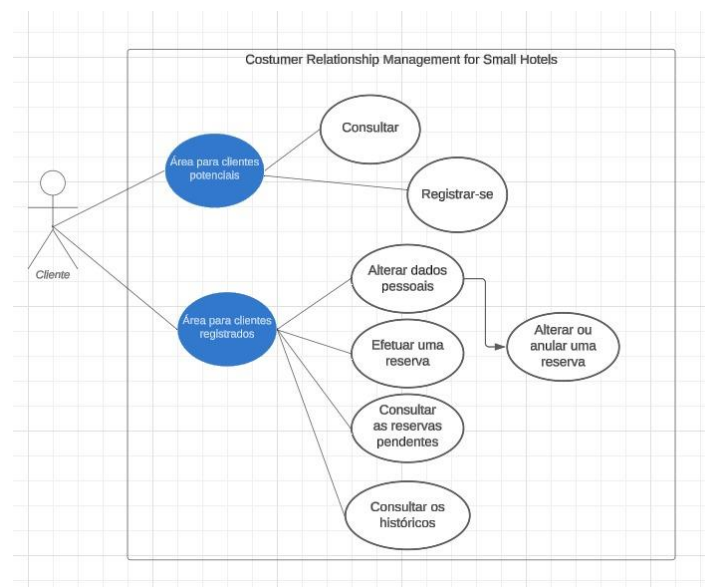 Costumer Relationship Management for Small Hotels
Consultar
Área para clientes
potenciais
Registrar-se
Cliente
Alterar dados
pessoais
Área para clientes
registrados
Efetuar uma
reserva
Alterar ou
anular uma
reserva
Consultar
as reservas
pendentes
Consultar os
históricos